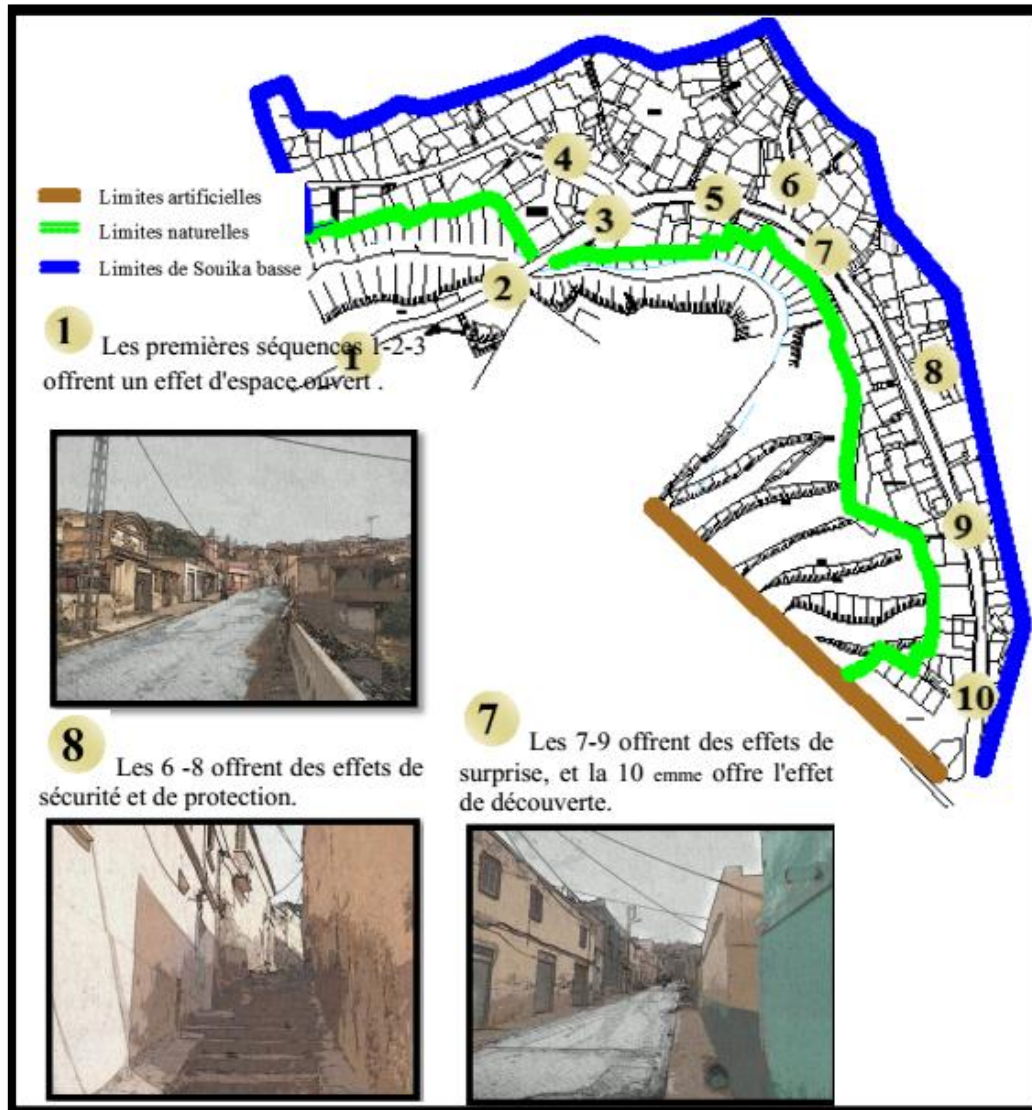 4
6
5
3
7
2
1
8
9
10
Limites artificielles
Limites naturelles
Limites de Souika basse
1
Les premières séquences 1-2-3
offrent un effet d'espace ouvert .
8
Les 6 -8 offrent des effets de
sécurité et de protection.
7
Les 7-9 offrent des effets de
surprise, et la 10 emme offre l'effet
de découverte.